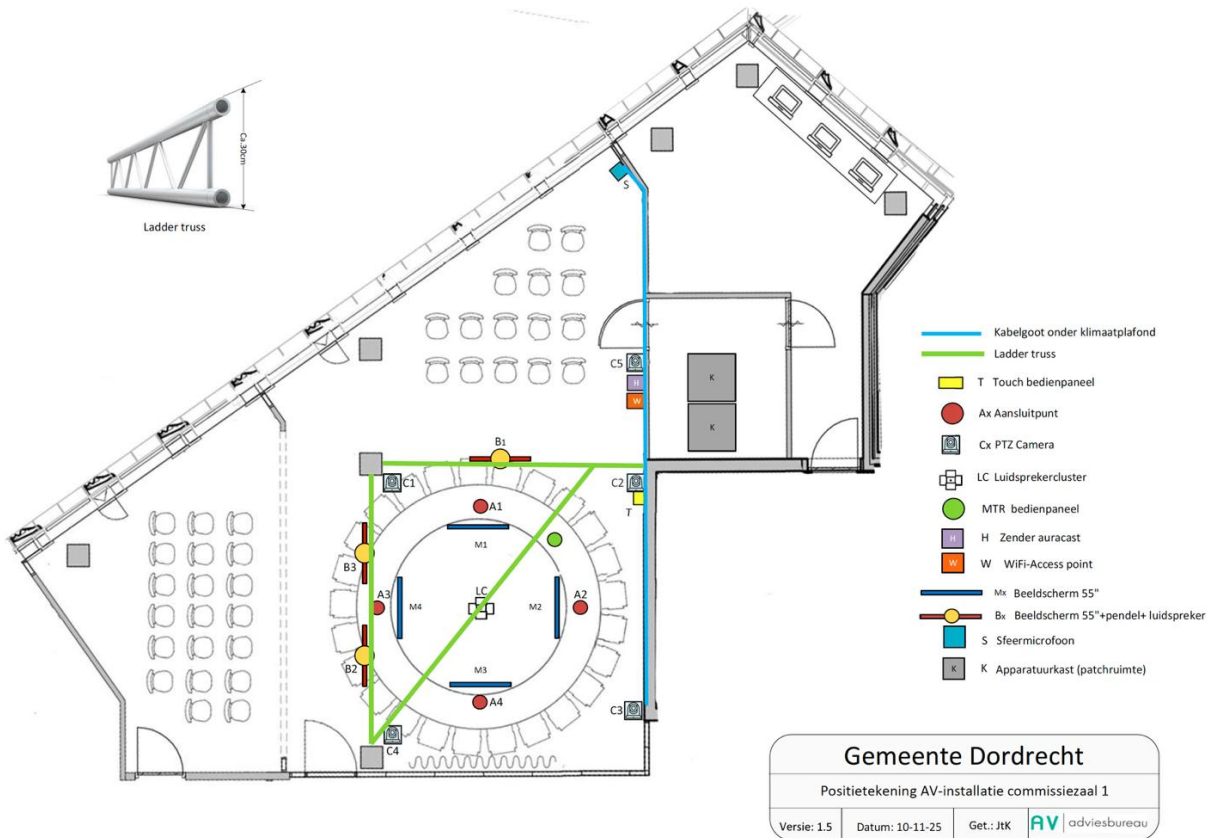 Ca.30cm
Ladder truss
S
C5
H
W
K
K
B1
C1
C2
T
A1
M1
B3
A3
M4
LC
M2
A2
B2
M3
A4
C3
C4
Kabelgoot onder klimaatplafond
Ladder truss
T Touch bedienpaneel
Ax Aansluitpunt
Cx PTZ Camera
LC Luidsprekercluster
MTR bedienpaneel
H H Zender auracast
W W WiFi-Access point
Mx Beeldscherm 55"
Bx Beeldscherm 55"+pendel+ luidspreker
S Sfeermicrofoon
K K Apparatuurkast (patchruimte)
Gemeente Dordrecht
Positietekening AV-installatie commissiezaal 1
Versie: 1.5 Datum: 10-11-25 Get.: JtK AV adviesbureau